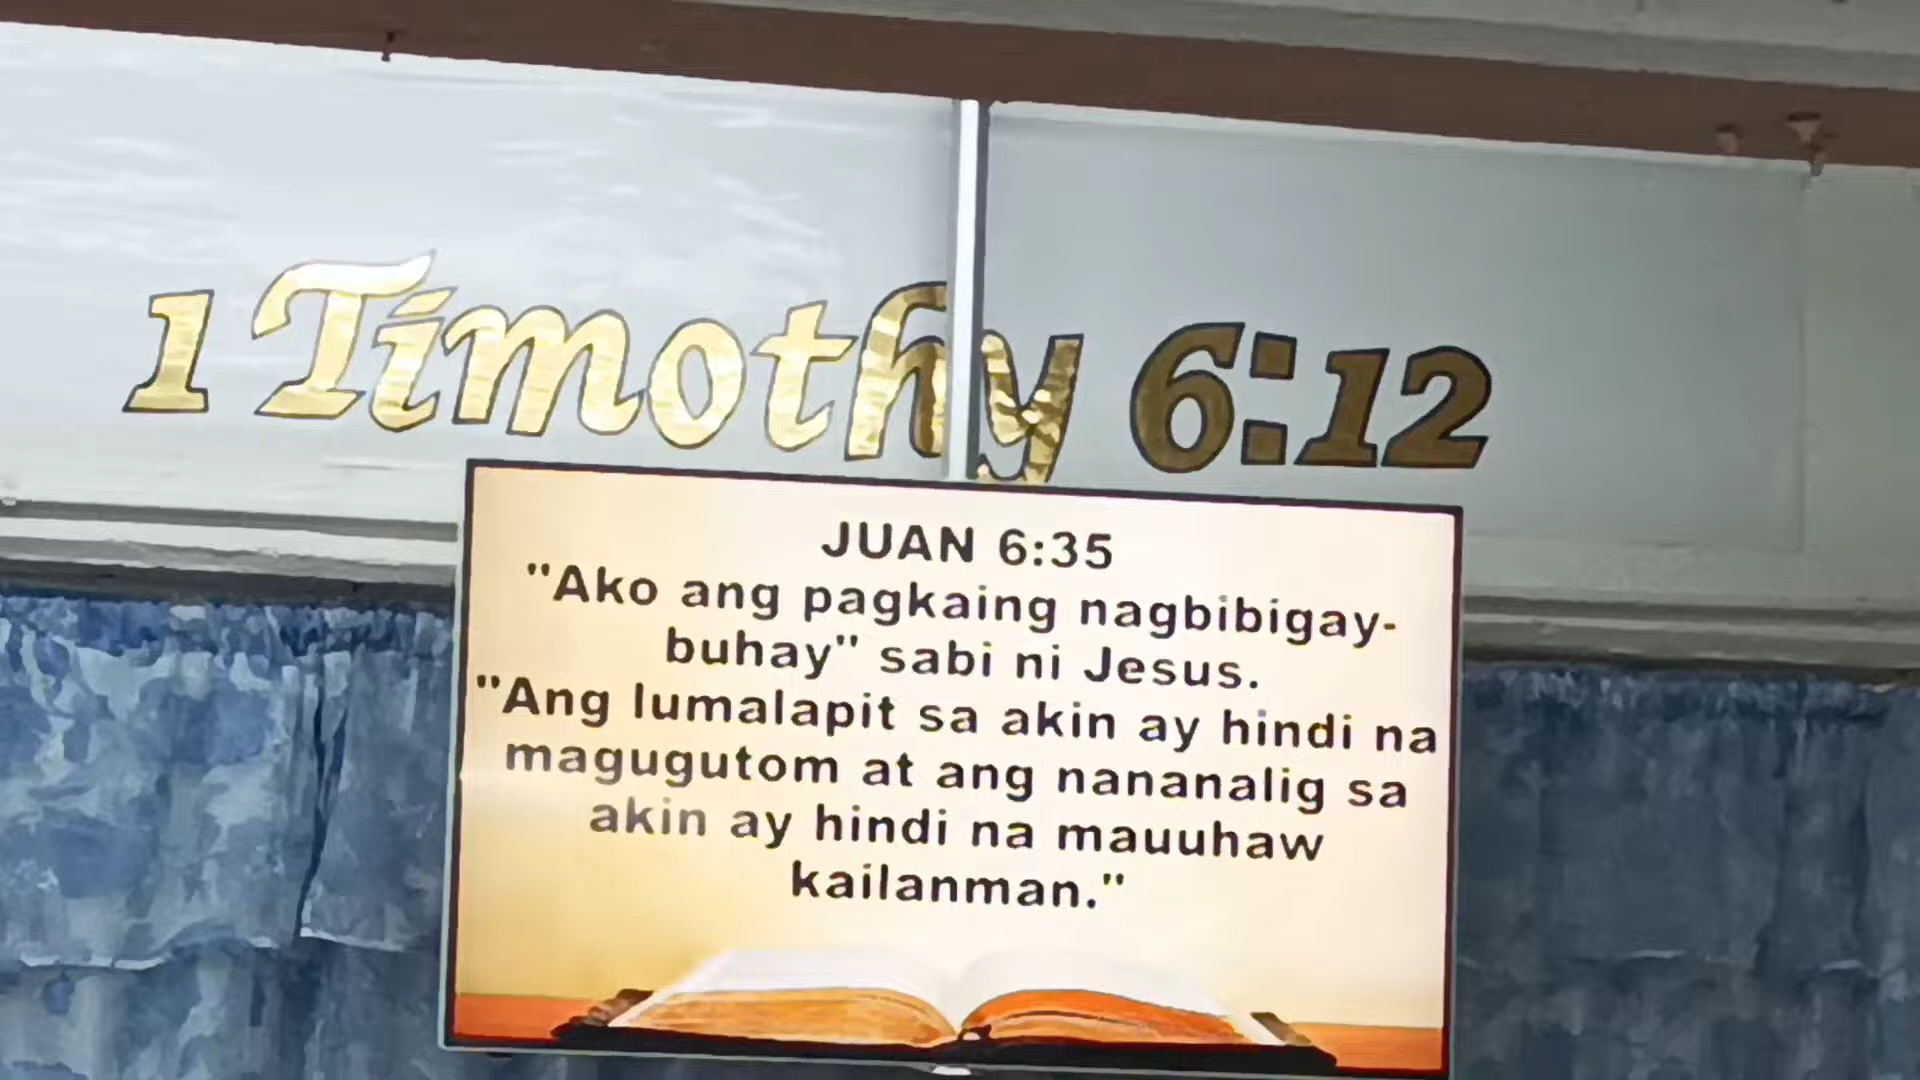 1 Timothy 6:12
JUAN 6:35
"Ako ang pagkaing nagbibigay-
buhay" sabi ni Jesus.
"Ang lumalapit sa akin ay hindi na
magugutom at ang nananalig sa
akin ay hindi na mauuhaw
kailanman."